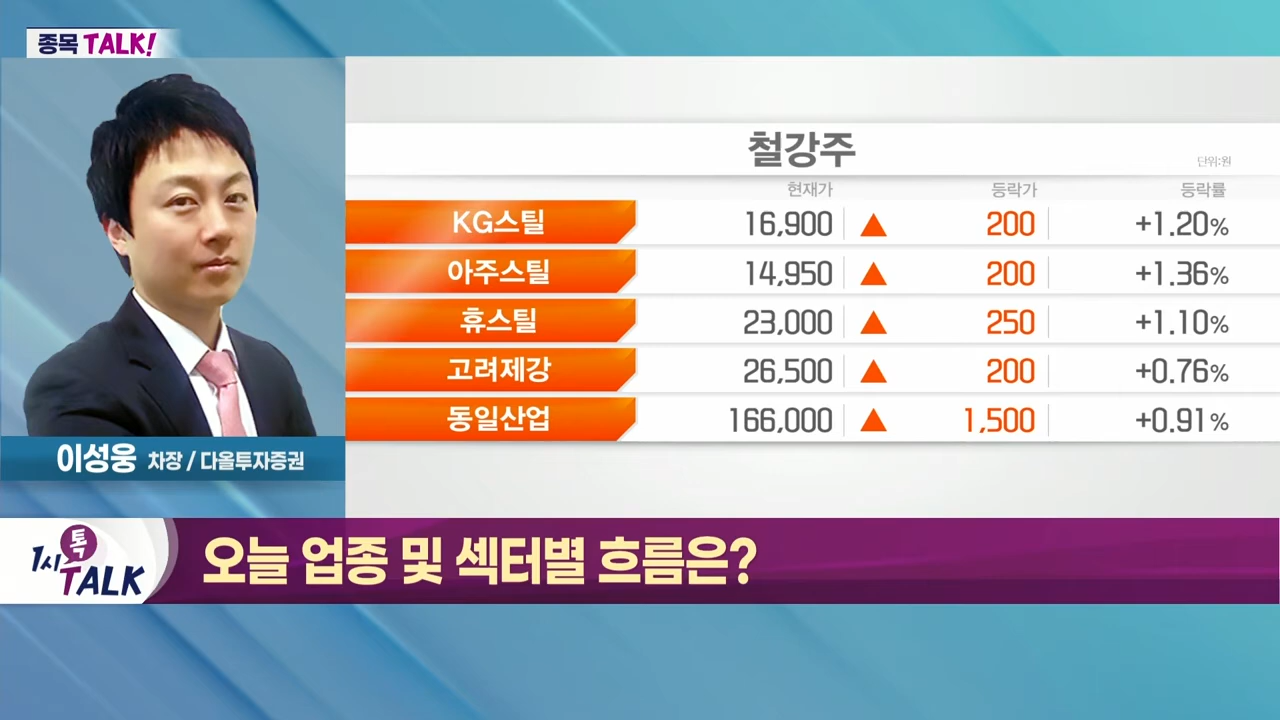 종목 TALK!
철강주
단위:원
현재가 등락가 등락률
KG스틸 16,900 ▲ 200 +1.20%
아주스틸 14,950 ▲ 200 +1.36%
휴스틸 23,000 ▲ 250 +1.10%
고려제강 26,500 ▲ 200 +0.76%
동일산업 166,000 ▲ 1,500 +0.91%
이성웅 차장 / 다올투자증권
1시 톡 TALK
오늘 업종 및 섹터별 흐름은?